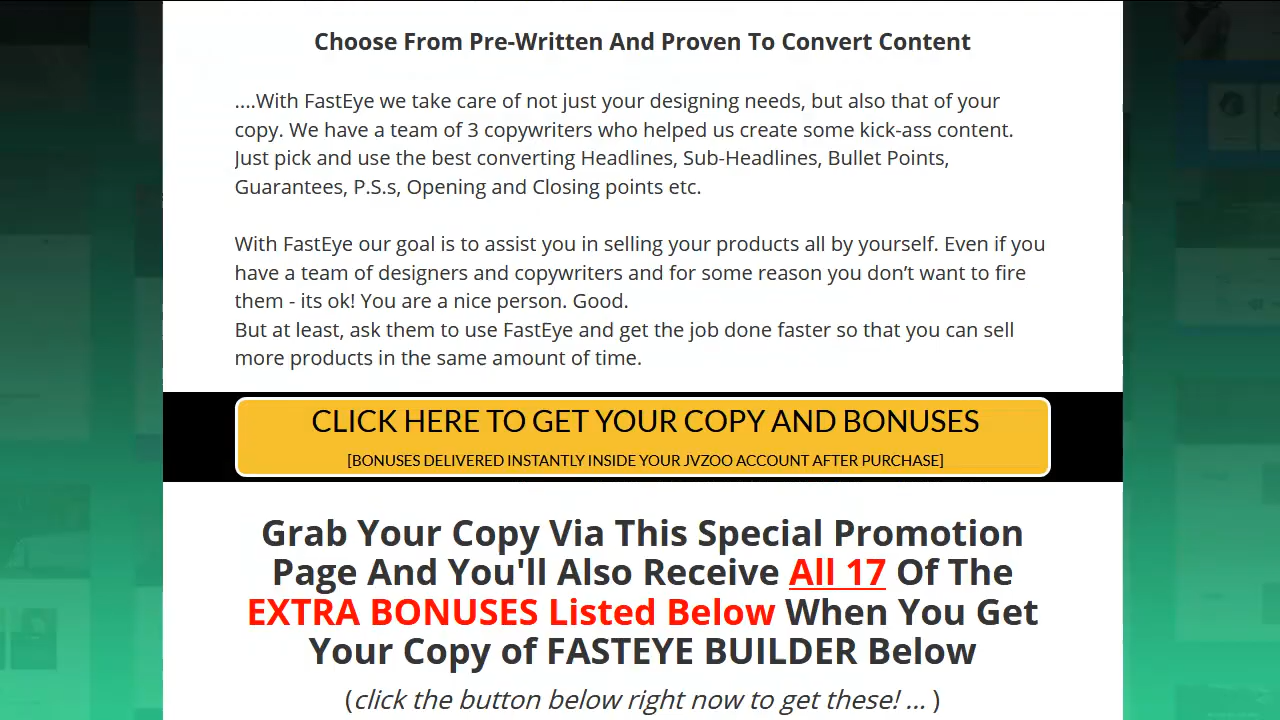 Choose From Pre-Written And Proven To Convert Content
....With FastEye we take care of not just your designing needs, but also that of your
copy. We have a team of 3 copywriters who helped us create some kick-ass content.
Just pick and use the best converting Headlines, Sub-Headlines, Bullet Points,
Guarantees, P.S.s, Opening and Closing points etc.
With FastEye our goal is to assist you in selling your products all by yourself. Even if you
have a team of designers and copywriters and for some reason you don’t want to fire
them - its ok! You are a nice person. Good.
But at least, ask them to use FastEye and get the job done faster so that you can sell
more products in the same amount of time.
CLICK HERE TO GET YOUR COPY AND BONUSES
[BONUSES DELIVERED INSTANTLY INSIDE YOUR JVZOO ACCOUNT AFTER PURCHASE]
Grab Your Copy Via This Special Promotion
Page And You'll Also Receive All 17 Of The
EXTRA BONUSES Listed Below When You Get
Your Copy of FASTEYE BUILDER Below
(click the button below right now to get these! ... )